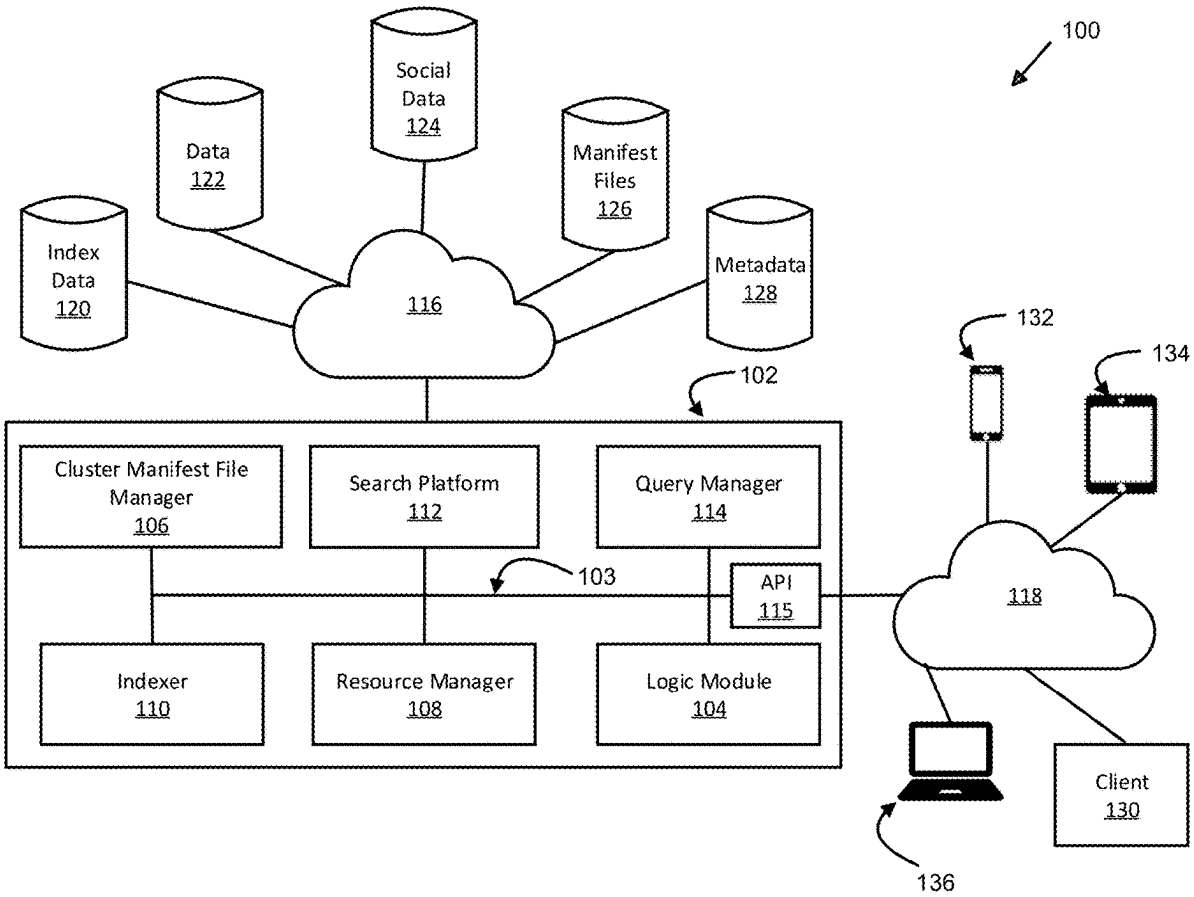 100
Social
Data
124
Data
122
Manifest
Files
126
Index
Data
120
Metadata
128
116
132
134
102
Cluster Manifest File
Manager
106
Search Platform
112
Query Manager
114
103
API
115
118
Indexer
110
Resource Manager
108
Logic Module
104
Client
130
136